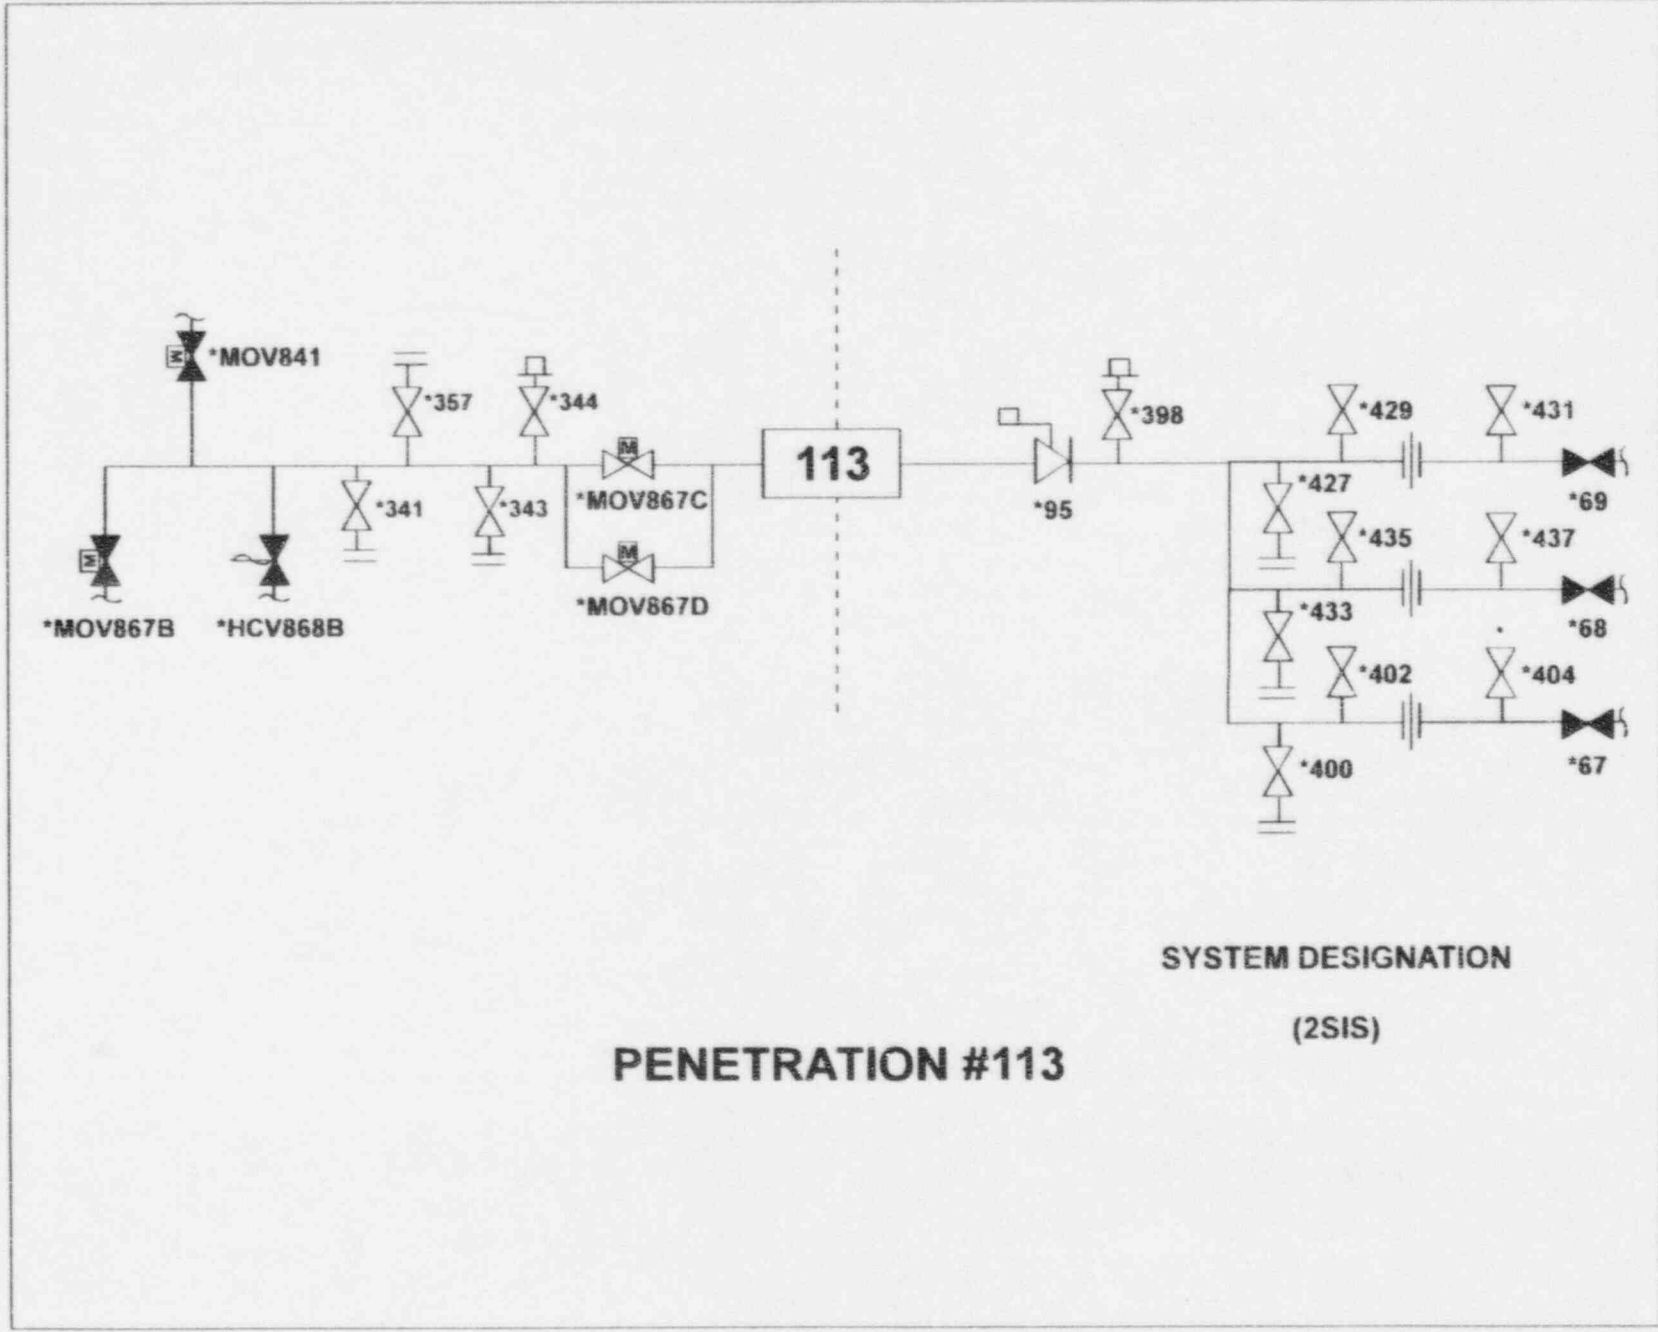 *MOV841
M
*357
*344
*398
*429
*431
M
113
*427
*69
*341
*343
*MOV867C
*95
*435
*437
M
M
*MOV867D
*433
*68
*MOV867B
*HCV868B
*402
*404
*400
*67
SYSTEM DESIGNATION
(2SIS)
PENETRATION #113